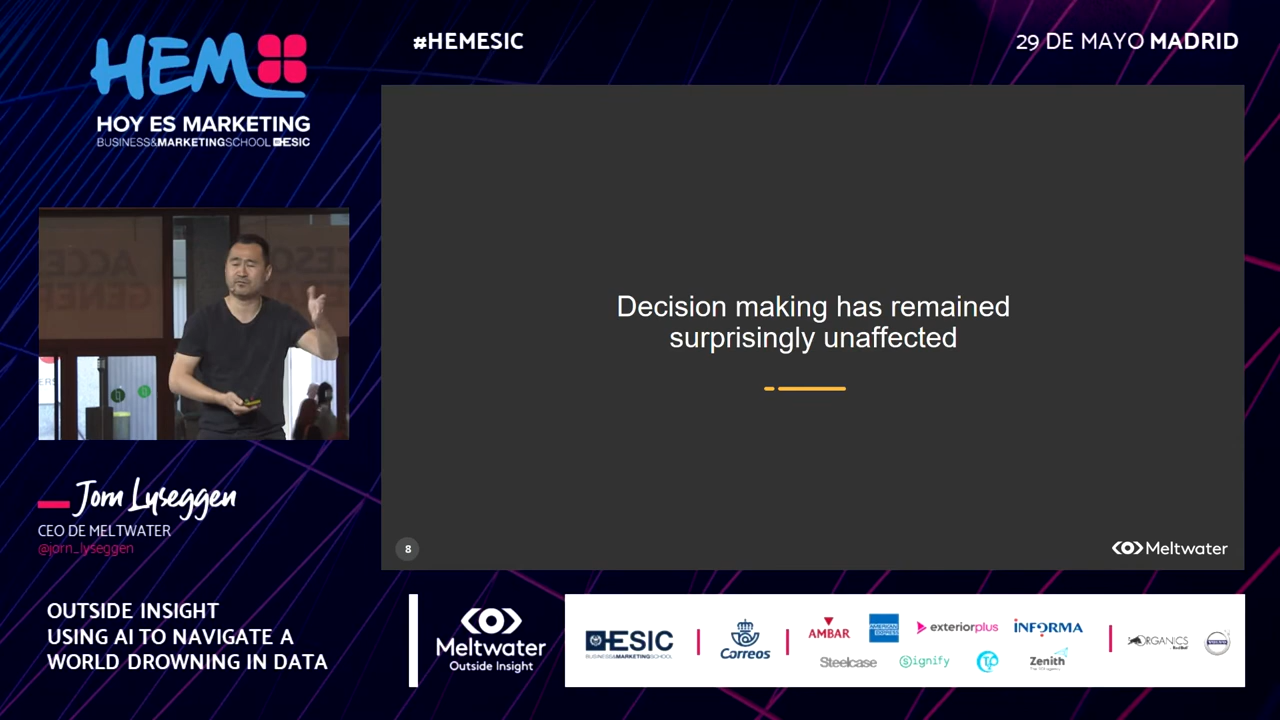 HEM
HOY ES MARKETING
BUSINESS&MARKETINGSCHOOL ESIC
#HEMESIC
29 DE MAYO MADRID
Decision making has remained
surprisingly unaffected
8
Meltwater
Jorn Lyseggen
CEO DE MELTWATER
@jorn_lyseggen
OUTSIDE INSIGHT
USING AI TO NAVIGATE A
WORLD DROWNING IN DATA
Meltwater
Outside Insight
ESIC
BUSINESS&MARKETINGSCHOOL
Correos
AMBAR
AMERICAN EXPRESS
exteriorplus
INFORMA
Steelcase
Signify
Zenith
ORGANICS